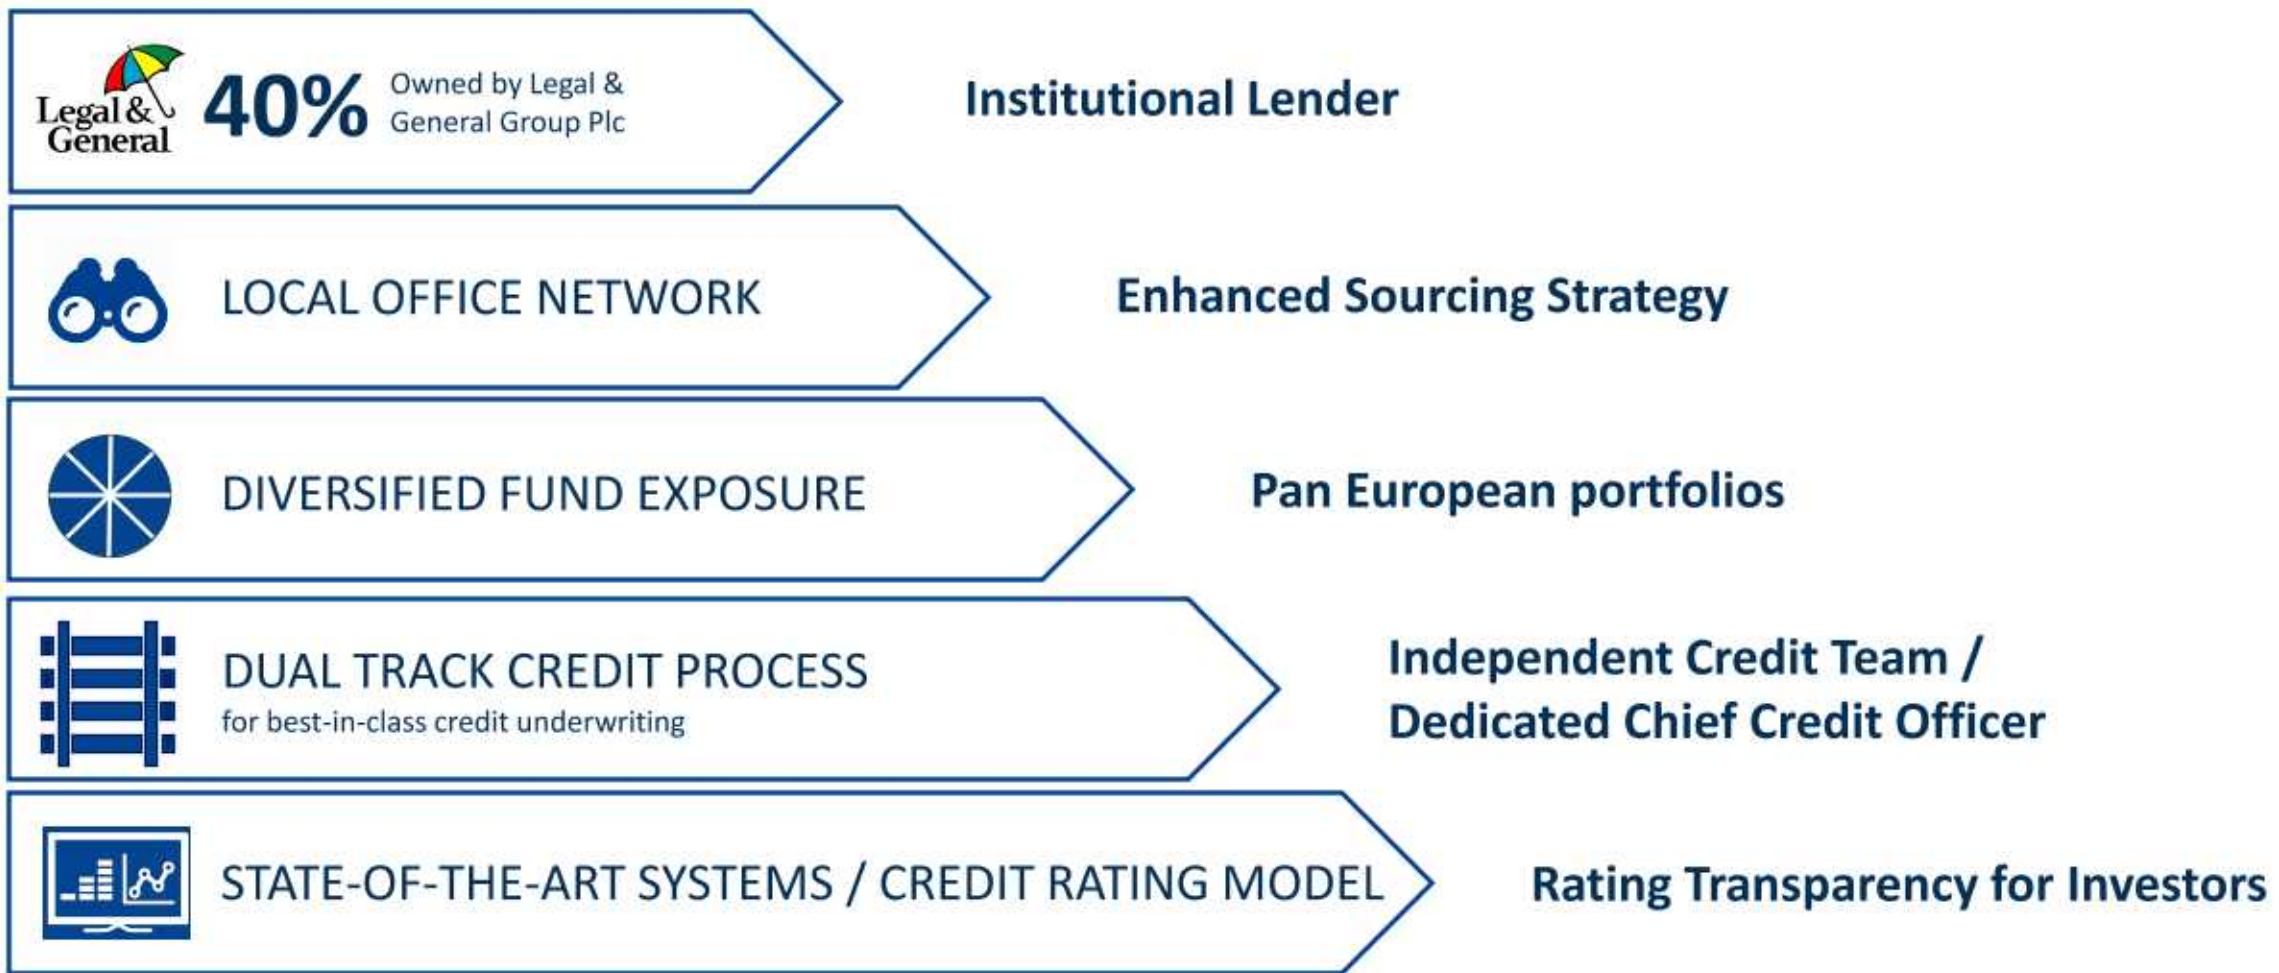 Legal &
General
40%
Owned by Legal &
General Group Plc
Institutional Lender
LOCAL OFFICE NETWORK
Enhanced Sourcing Strategy
DIVERSIFIED FUND EXPOSURE
Pan European portfolios
DUAL TRACK CREDIT PROCESS
for best-in-class credit underwriting
Independent Credit Team /
Dedicated Chief Credit Officer
STATE-OF-THE-ART SYSTEMS / CREDIT RATING MODEL
Rating Transparency for Investors